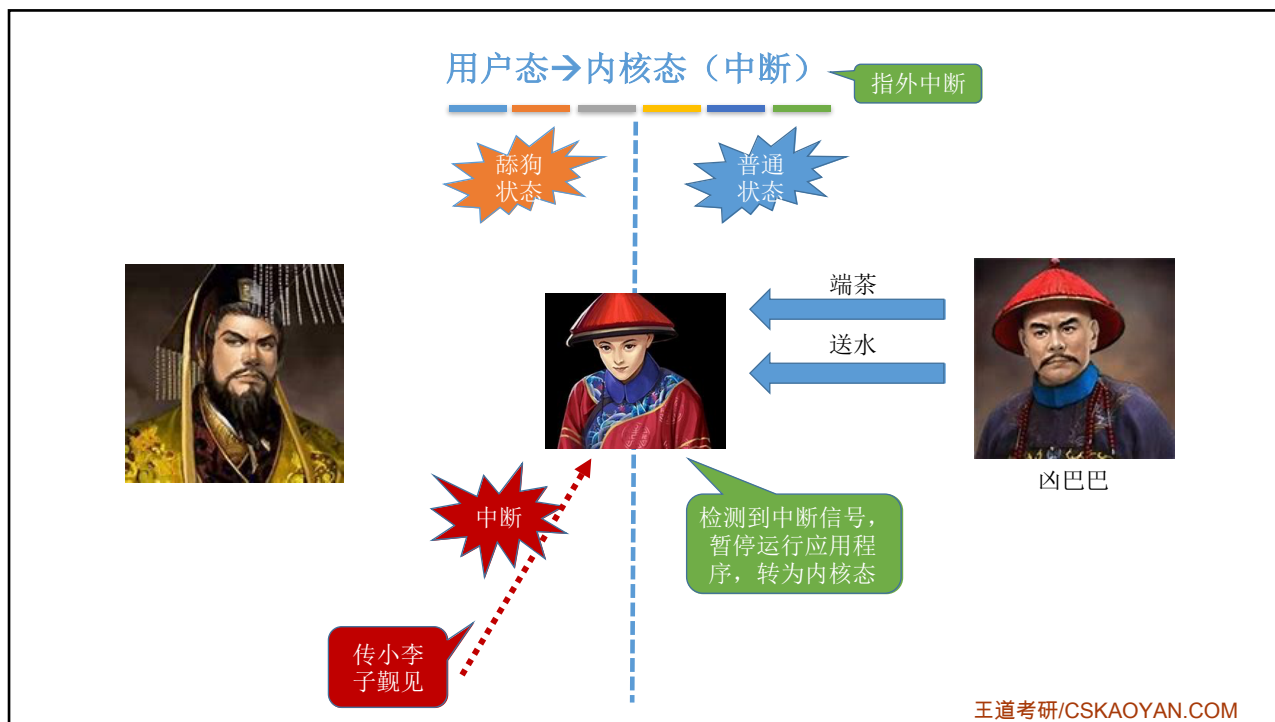 用户态→内核态（中断）
指外中断
舔狗
状态
普通
状态
端茶
送水
凶巴巴
中断
检测到中断信号，
暂停运行应用程
序，转为内核态
传小李
子觐见
王道考研/CSKAOYAN.COM